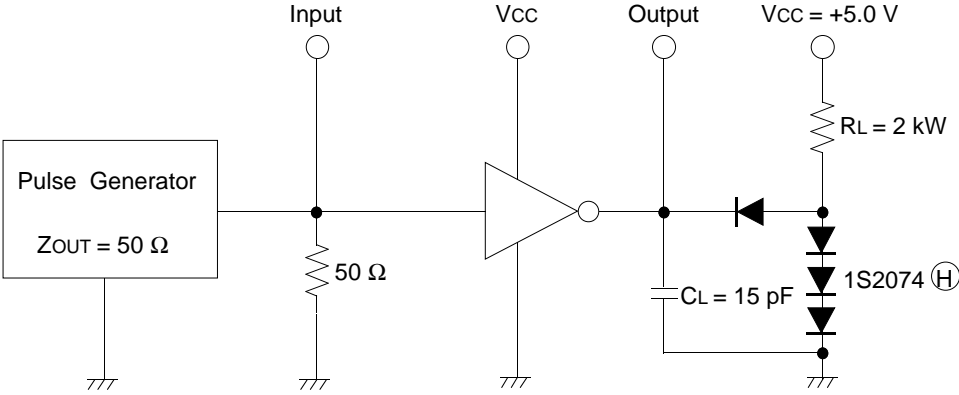 Input
VCC
Output
VCC = +5.0 V
RL = 2 kW
Pulse Generator
ZOUT = 50 Ω
50 Ω
CL = 15 pF
1S2074 Ⓗ